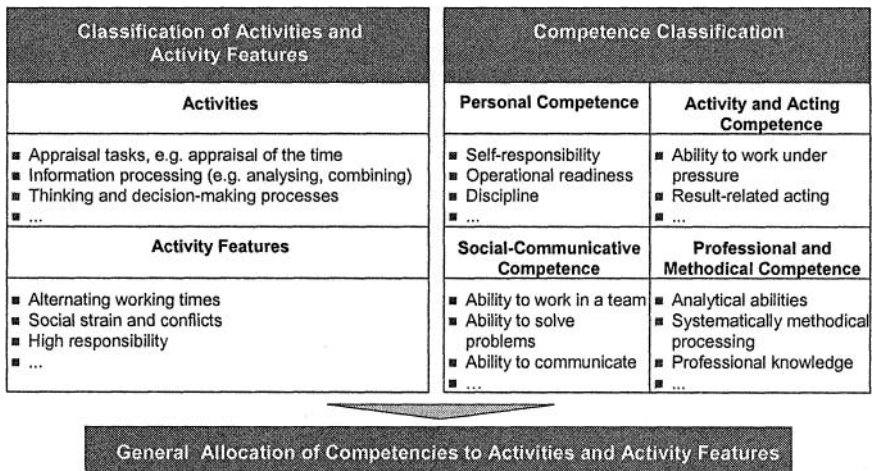 Classification of Activities and
Activity Features
Activities
■ Appraisal tasks, e.g. appraisal of the time
■ Information processing (e.g. analysing, combining)
■ Thinking and decision-making processes
■ ...
Activity Features
■ Alternating working times
■ Social strain and conflicts
■ High responsibility
■ ...
Competence Classification
Personal Competence
■ Self-responsibility
■ Operational readiness
■ Discipline
■ ...
Activity and Acting
Competence
■ Ability to work under
pressure
■ Result-related acting
■ ...
Social-Communicative
Competence
■ Ability to work in a team
■ Ability to solve
problems
■ Ability to communicate
■ ...
Professional and
Methodical Competence
■ Analytical abilities
■ Systematically methodical
processing
■ Professional knowledge
■ ...
General Allocation of Competencies to Activities and Activity Features